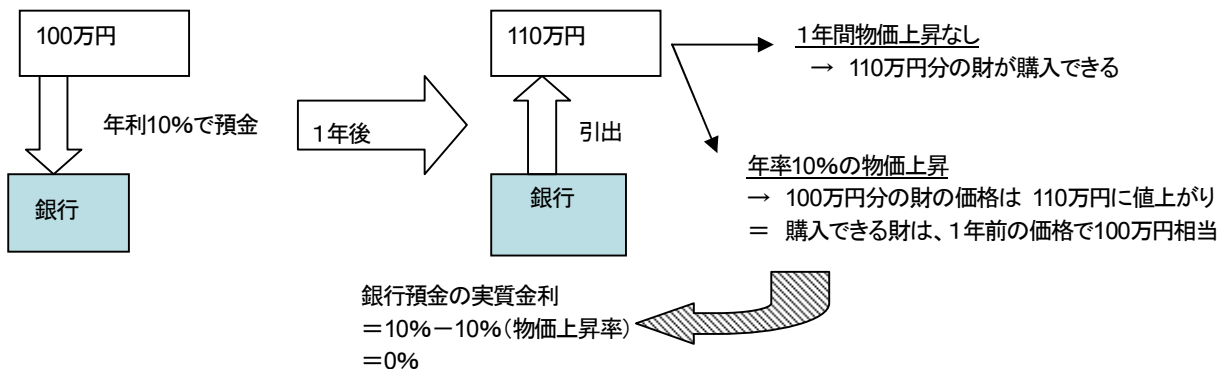 100万円
年利10%で預金
銀行
1年後
110万円
引出
銀行
1年間物価上昇なし
→ 110万円分の財が購入できる
年率10%の物価上昇
→ 100万円分の財の価格は 110万円に値上がり
= 購入できる財は、1年前の価格で100万円相当
銀行預金の実質金利
=10%-10%(物価上昇率)
=0%